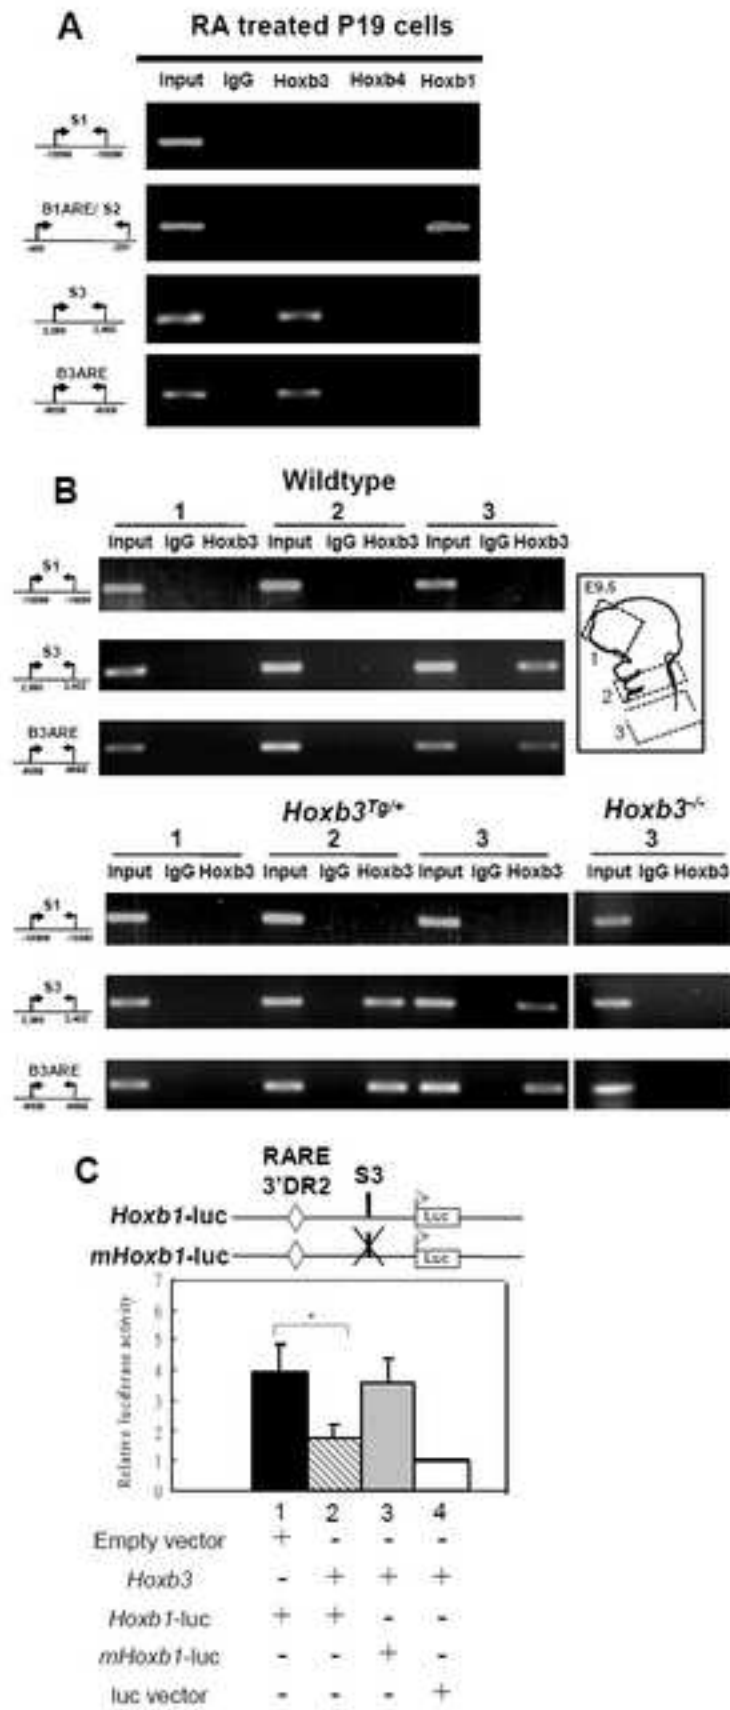 A
RA treated P19 cells
Input IgG Hoxb3 Hoxb4 Hoxb1
S1
B1ARE/ S2
S3
B3ARE
B
Wildtype
1 2 3
Input IgG Hoxb3 Input IgG Hoxb3 Input IgG Hoxb3
S1
S3
B3ARE
E9.5
1
2
3
Hoxb3Tg/+ Hoxb3-/-
1 2 3 3
Input IgG Hoxb3 Input IgG Hoxb3 Input IgG Hoxb3 Input IgG Hoxb3
S1
S3
B3ARE
C
RARE
3'DR2 S3
Hoxb1-luc Luc
mHoxb1-luc Luc
Relative luciferase activity
7
6
5
4
3
2
1
0
*
1 2 3 4
Empty vector + - - -
Hoxb3 - + + +
Hoxb1-luc + + - -
mHoxb1-luc - - + -
luc vector - - - +